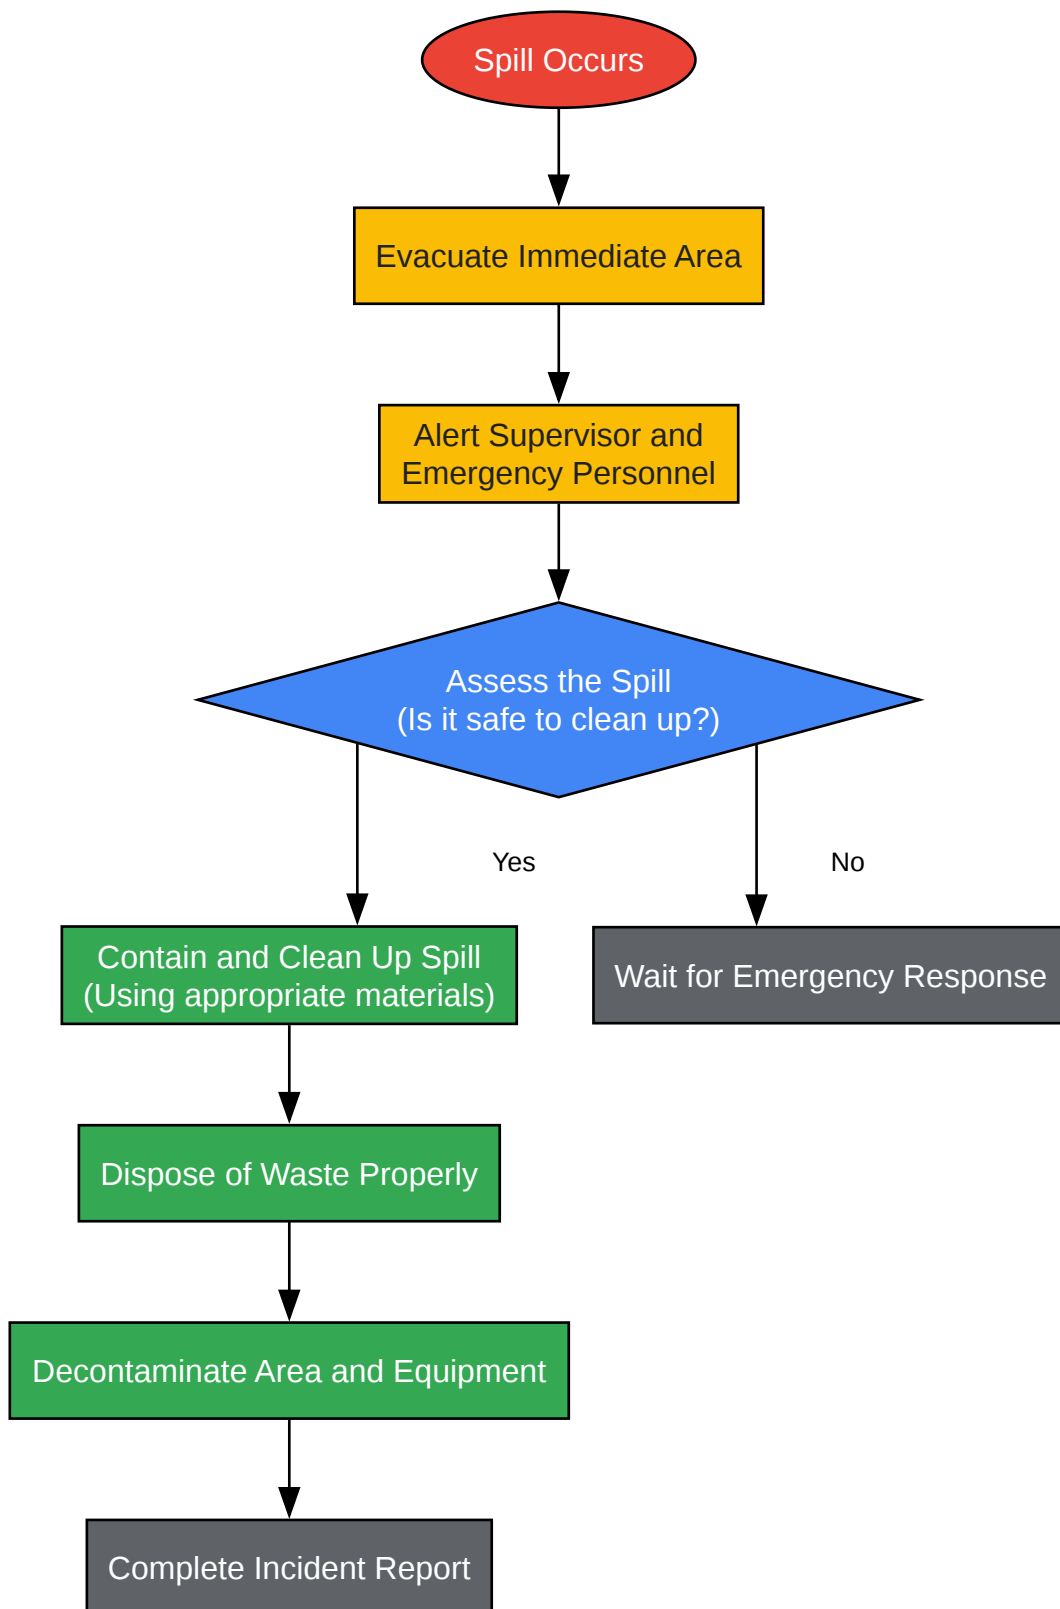 Spill Occurs
Evacuate Immediate Area
Alert Supervisor and
Emergency Personnel
Assess the Spill
(Is it safe to clean up?)
Yes
No
Contain and Clean Up Spill
(Using appropriate materials)
Wait for Emergency Response
Dispose of Waste Properly
Decontaminate Area and Equipment
Complete Incident Report